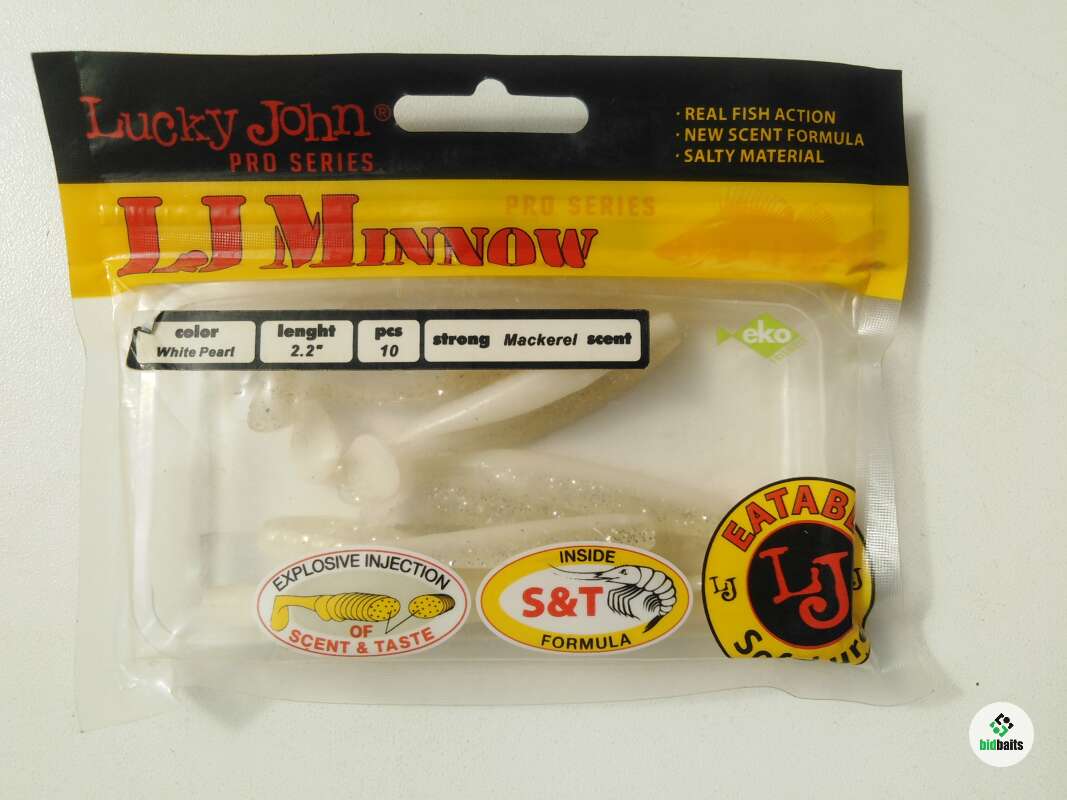 Lucky John®
PRO SERIES
· REAL FISH ACTION
· NEW SCENT FORMULA
· SALTY MATERIAL
LJ MINNOW
PRO SERIES
color
White Pearl
lenght
2.2"
pcs
10
strong Mackerel scent
eko
EXPLOSIVE INJECTION
OF
SCENT & TASTE
INSIDE
S&T
FORMULA
EATABL
LJ
LJ
LJ
bidbaits